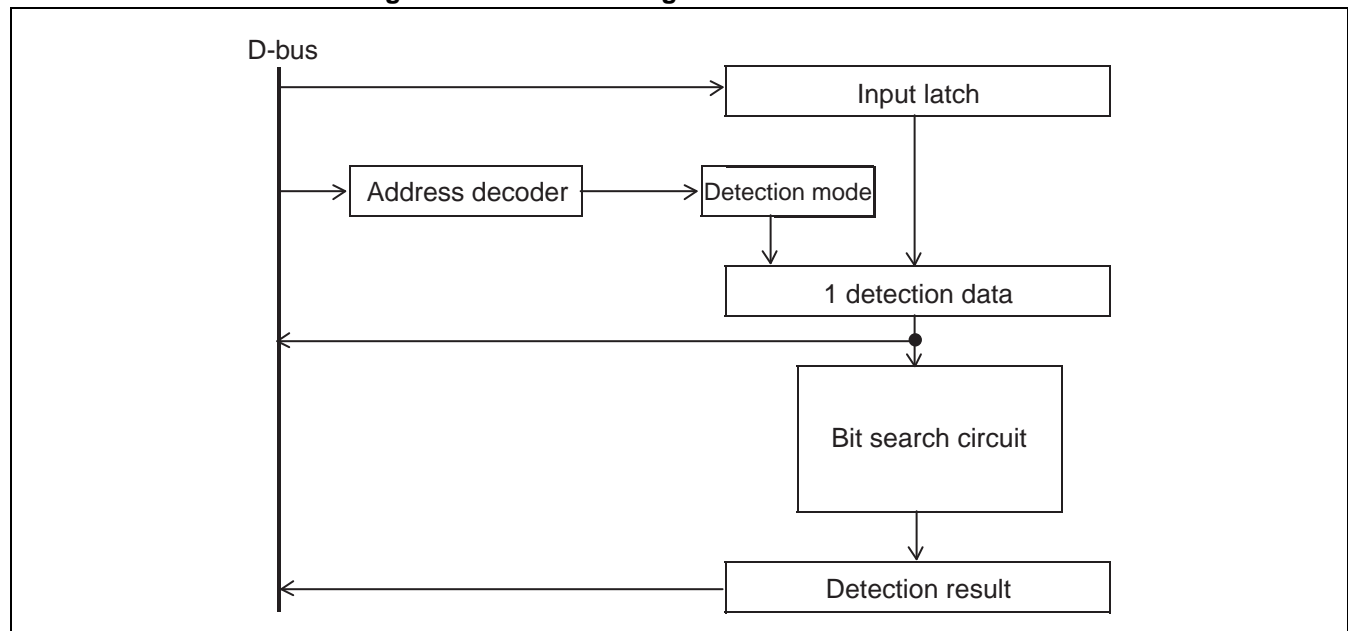 D-bus
Input latch
Address decoder
Detection mode
1 detection data
Bit search circuit
Detection result